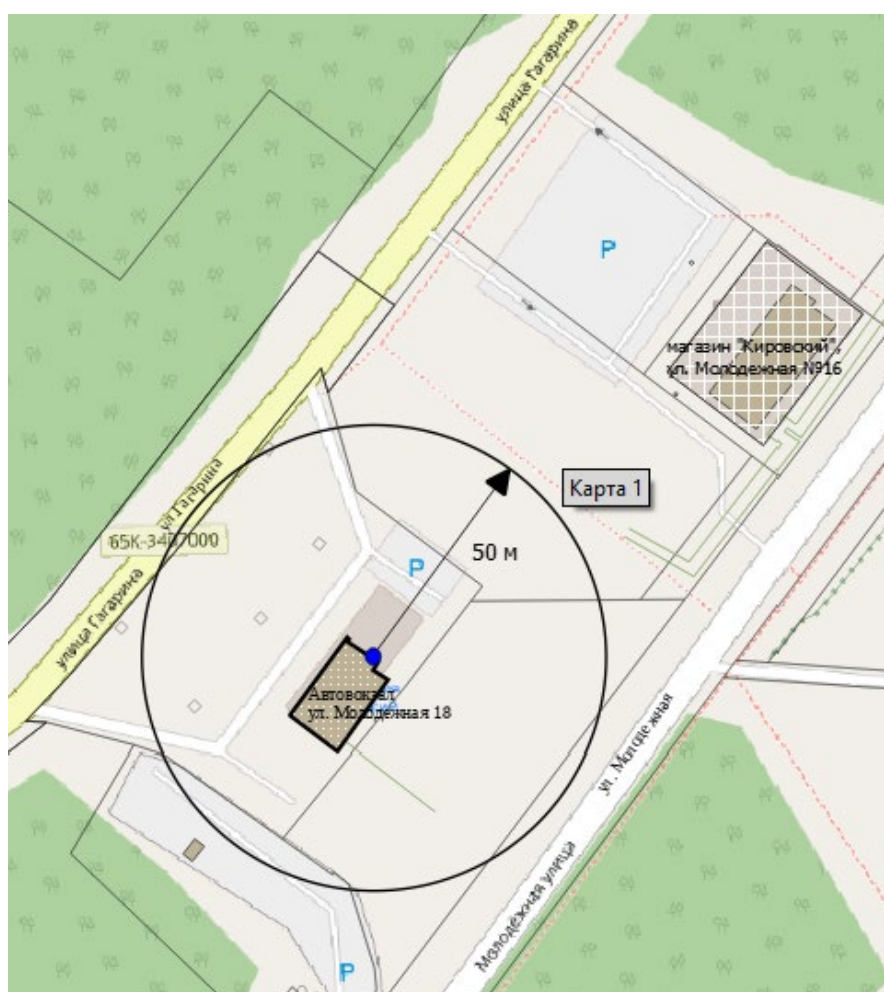 улица Гагарина
P
магазин "Кировский",
ул. Молодежная №16
Карта 1
ул.Гагарина
65К-3407000
50 м
P
улица Гагарина
Автовокзал
ул. Молодежная 18
ул. Молодежная
Молодёжная улица
P